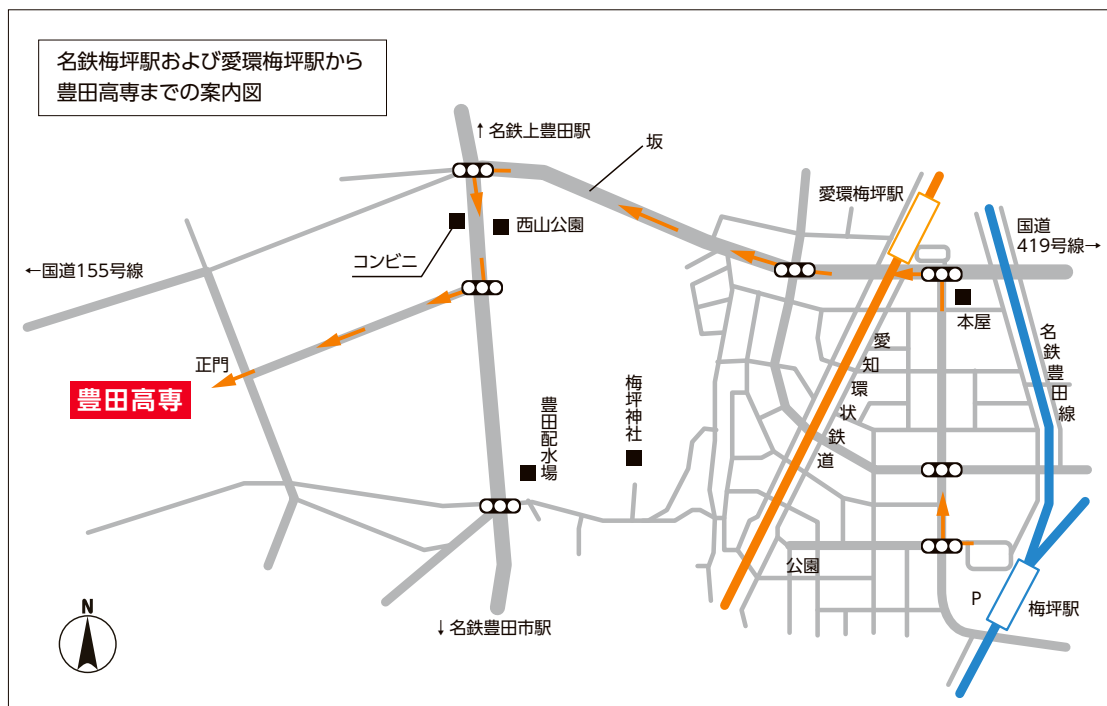 名鉄梅坪駅および愛環梅坪駅から
豊田高専までの案内図
↑名鉄上豊田駅
坂
愛環梅坪駅
国道
419号線→
西山公園
コンビニ
←国道155号線
本屋
名鉄豊田線
愛知環状鉄道
正門
豊田高専
梅坪神社
豊田配水場
公園
P
梅坪駅
↓名鉄豊田市駅
N